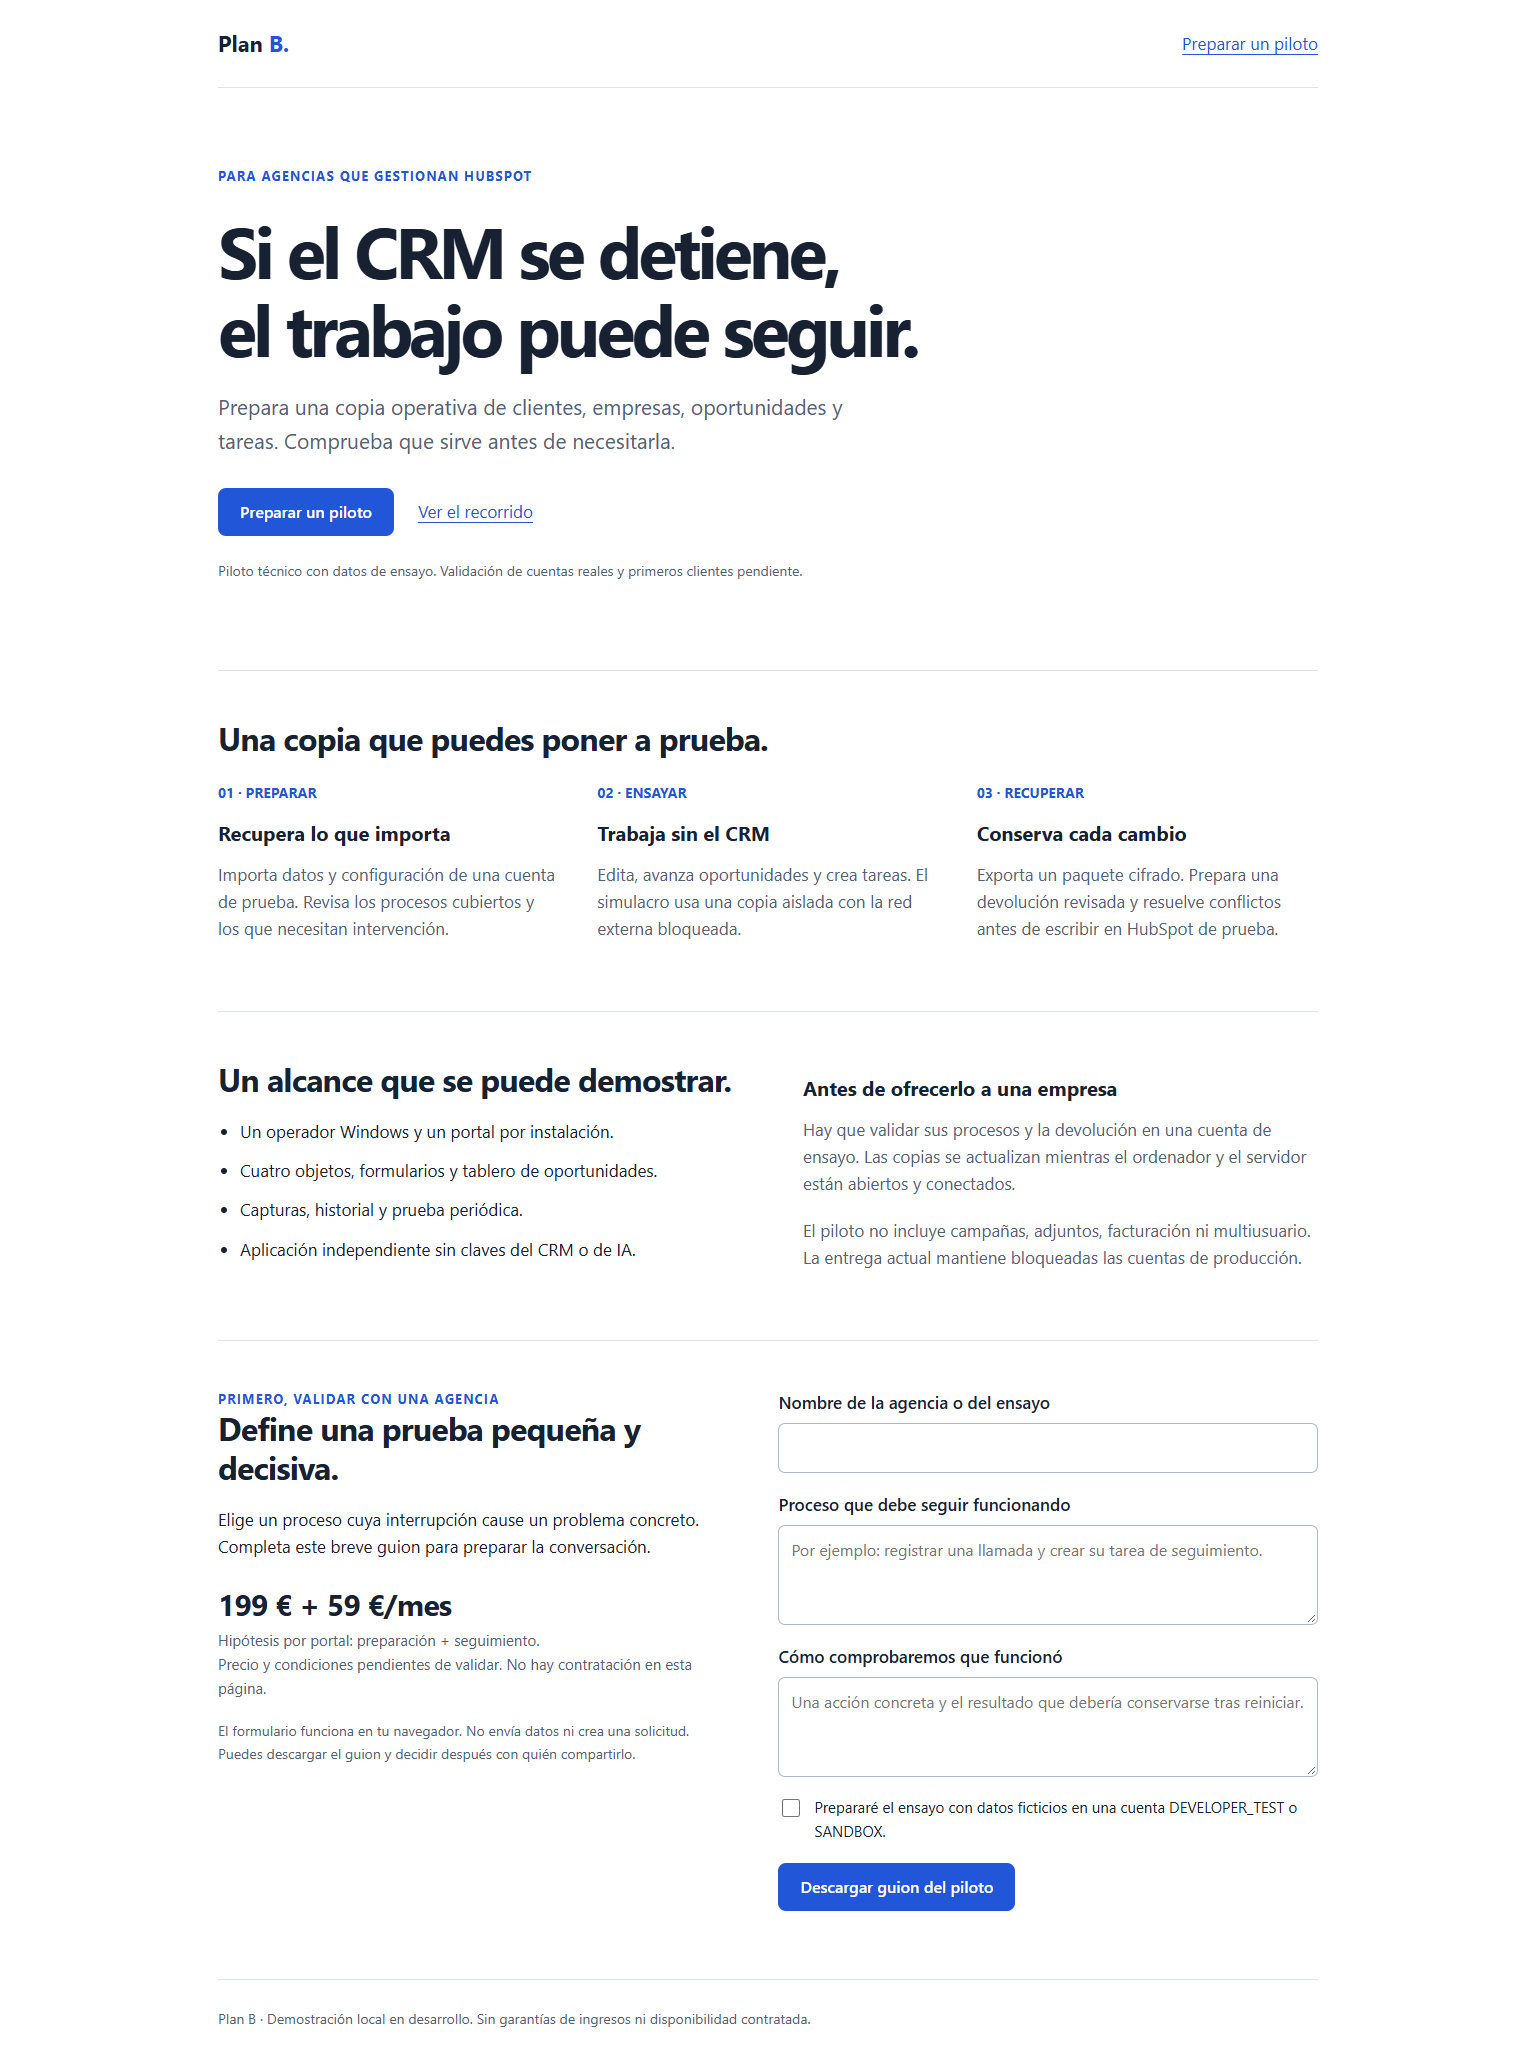 Plan B.
Preparar un piloto
PARA AGENCIAS QUE GESTIONAN HUBSPOT
Si el CRM se detiene,
el trabajo puede seguir.
Prepara una copia operativa de clientes, empresas, oportunidades y
tareas. Comprueba que sirve antes de necesitarla.
Preparar un piloto
Ver el recorrido
Piloto técnico con datos de ensayo. Validación de cuentas reales y primeros clientes pendiente.
Una copia que puedes poner a prueba.
01 · PREPARAR
Recupera lo que importa
Importa datos y configuración de una cuenta
de prueba. Revisa los procesos cubiertos y
los que necesitan intervención.
02 · ENSAYAR
Trabaja sin el CRM
Edita, avanza oportunidades y crea tareas. El
simulacro usa una copia aislada con la red
externa bloqueada.
03 · RECUPERAR
Conserva cada cambio
Exporta un paquete cifrado. Prepara una
devolución revisada y resuelve conflictos
antes de escribir en HubSpot de prueba.
Un alcance que se puede demostrar.
• Un operador Windows y un portal por instalación.
• Cuatro objetos, formularios y tablero de oportunidades.
• Capturas, historial y prueba periódica.
• Aplicación independiente sin claves del CRM o de IA.
Antes de ofrecerlo a una empresa
Hay que validar sus procesos y la devolución en una cuenta de
ensayo. Las copias se actualizan mientras el ordenador y el servidor
están abiertos y conectados.
El piloto no incluye campañas, adjuntos, facturación ni multiusuario.
La entrega actual mantiene bloqueadas las cuentas de producción.
PRIMERO, VALIDAR CON UNA AGENCIA
Define una prueba pequeña y
decisiva.
Elige un proceso cuya interrupción cause un problema concreto.
Completa este breve guion para preparar la conversación.
199 € + 59 €/mes
Hipótesis por portal: preparación + seguimiento.
Precio y condiciones pendientes de validar. No hay contratación en esta
página.
El formulario funciona en tu navegador. No envía datos ni crea una solicitud.
Puedes descargar el guion y decidir después con quién compartirlo.
Nombre de la agencia o del ensayo
Proceso que debe seguir funcionando
Por ejemplo: registrar una llamada y crear su tarea de seguimiento.
Cómo comprobaremos que funcionó
Una acción concreta y el resultado que debería conservarse tras reiniciar.
Prepararé el ensayo con datos ficticios en una cuenta DEVELOPER_TEST o
SANDBOX.
Descargar guion del piloto
Plan B · Demostración local en desarrollo. Sin garantías de ingresos ni disponibilidad contratada.